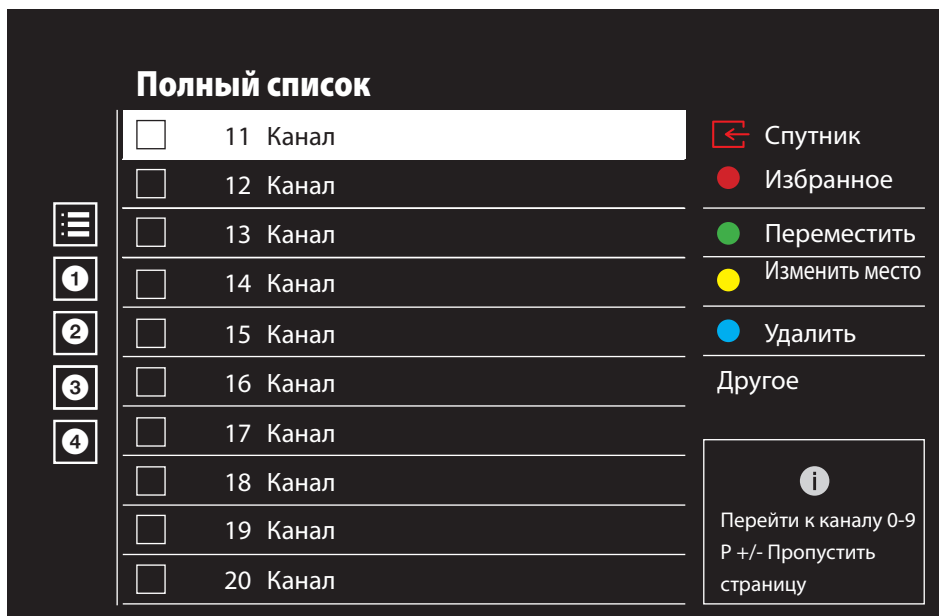 Полный список
11 Канал
12 Канал
13 Канал
14 Канал
15 Канал
16 Канал
17 Канал
18 Канал
19 Канал
20 Канал
1
2
3
4
Спутник
Избранное
Переместить
Изменить место
Удалить
Другое
i
Перейти к каналу 0-9
P +/- Пропустить
страницу